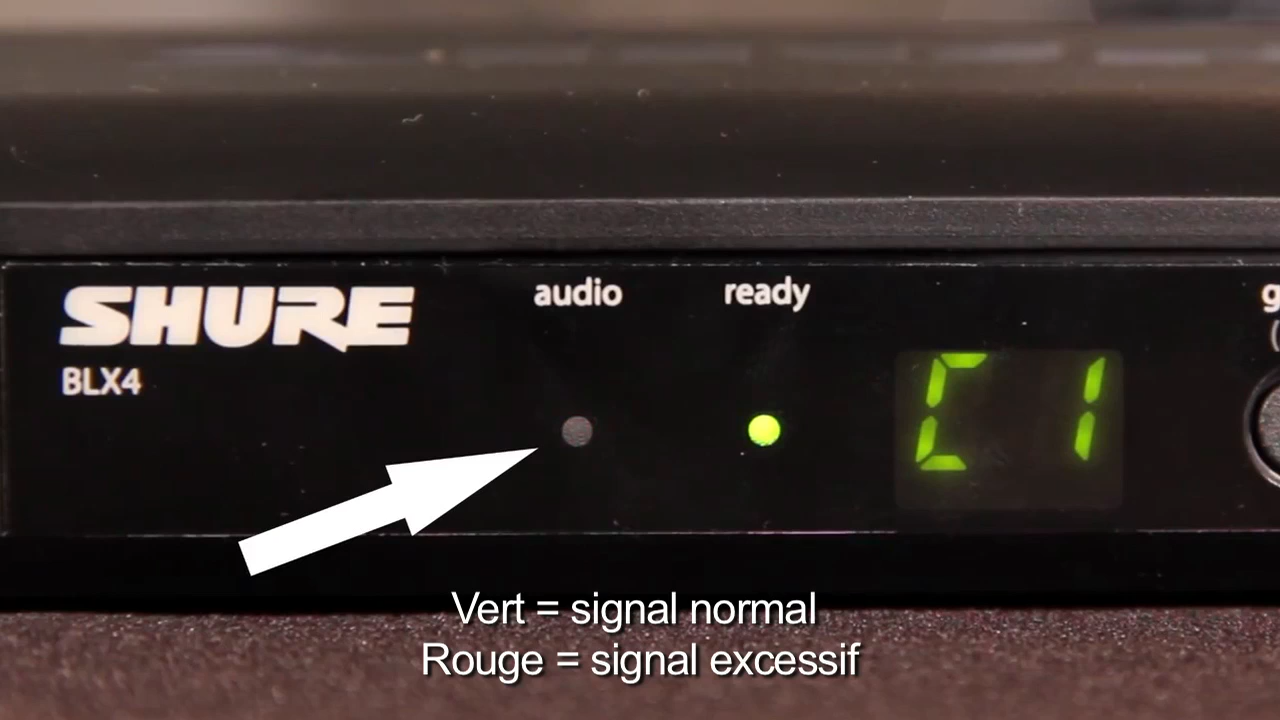 SHURE
BLX4
audio
ready
C1
g
Vert = signal normal
Rouge = signal excessif